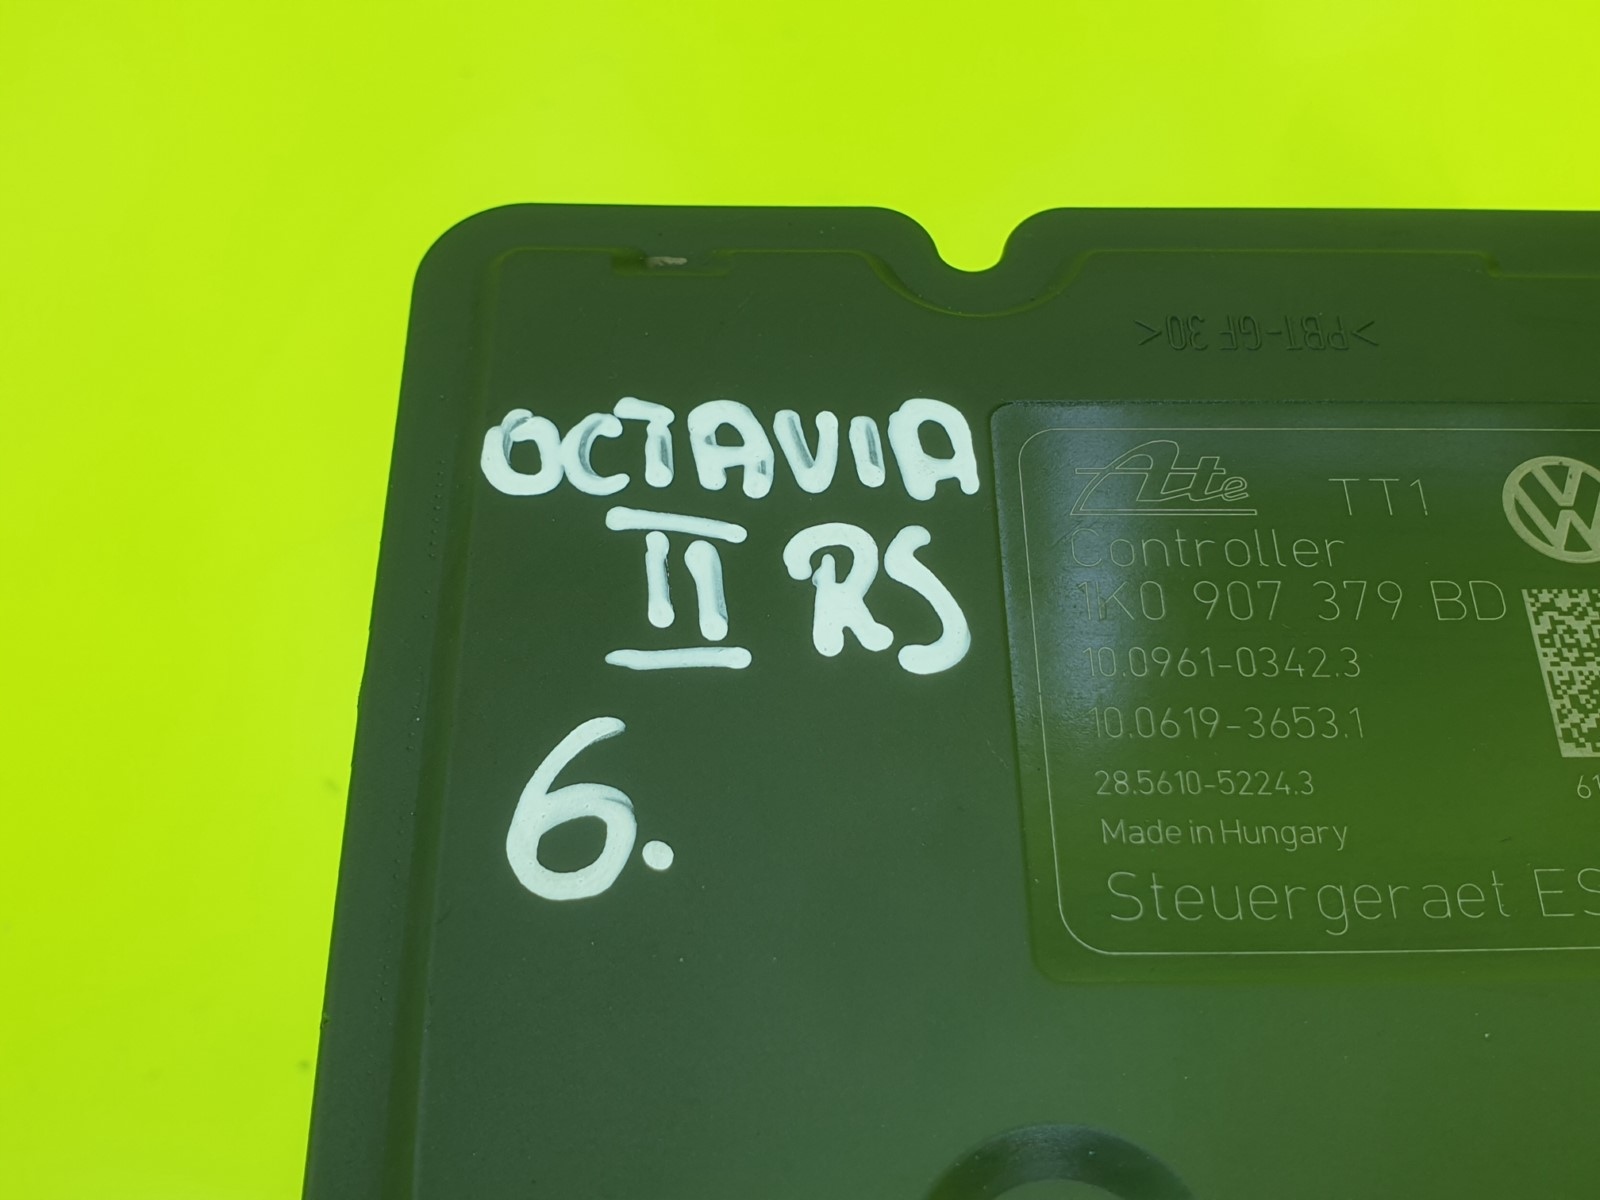 >PBT-GF 30<
OCTAVIA
II RS
6.
Ate TT1
Controller
1K0 907 379 BD
10.0961-0342.3
10.0619-3653.1
28.5610-5224.3
Made in Hungary
Steuergeraet